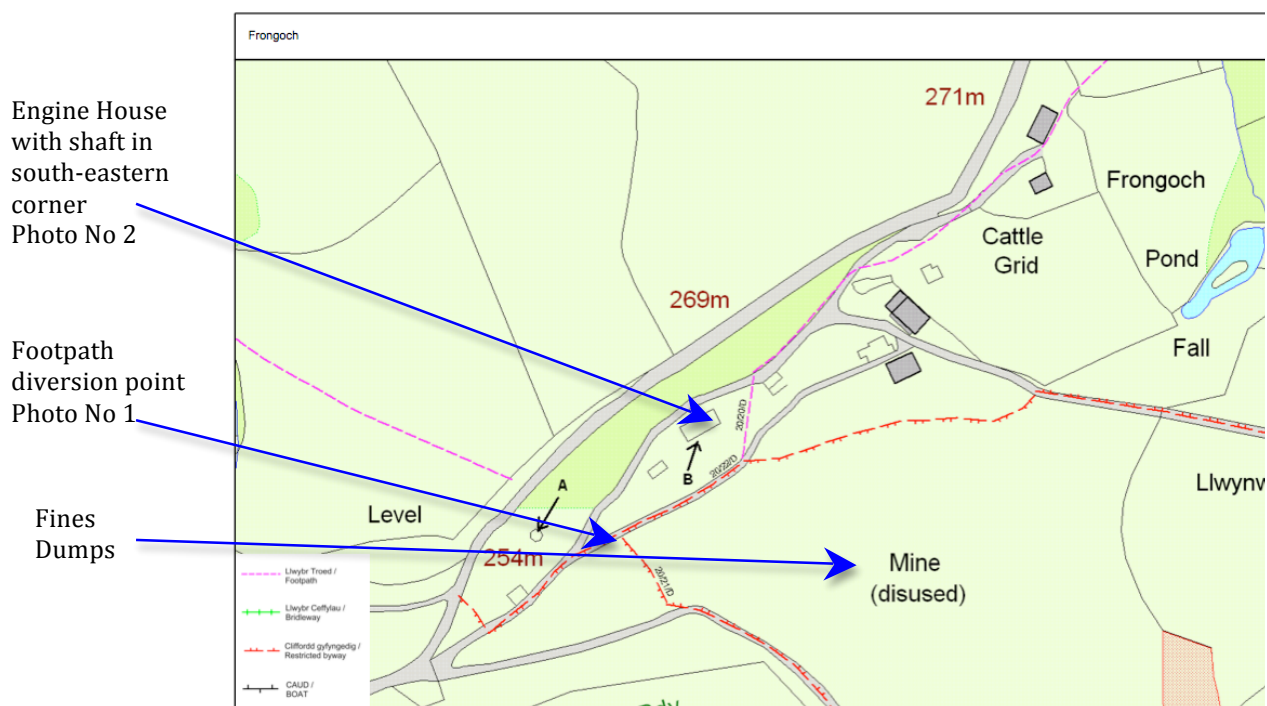 Frongoch
Engine House
with shaft in
south-eastern
corner
Photo No 2
Footpath
diversion point
Photo No 1
Fines
Dumps
271m
Frongoch
Cattle
Grid
Pond
269m
Fall
20/20/D
20/22/D
B
A
Llwynw
Level
254m
20/21/D
Mine
(disused)
Llwybr Troed /
Footpath
Llwybr Ceffylau /
Bridleway
Cilffordd gyfyngedig /
Restricted byway
CAUD /
BOAT